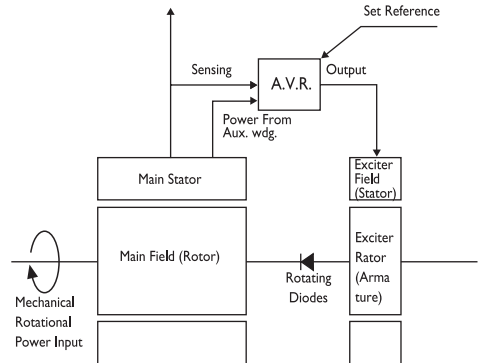 Set Reference
Sensing
A.V.R.
Output
Power From
Aux. wdg.
Main Stator
Exciter
Field
(Stator)
Main Field (Rotor)
Rotating
Diodes
Exciter
Rator
(Arma
ture)
Mechanical
Rotational
Power Input